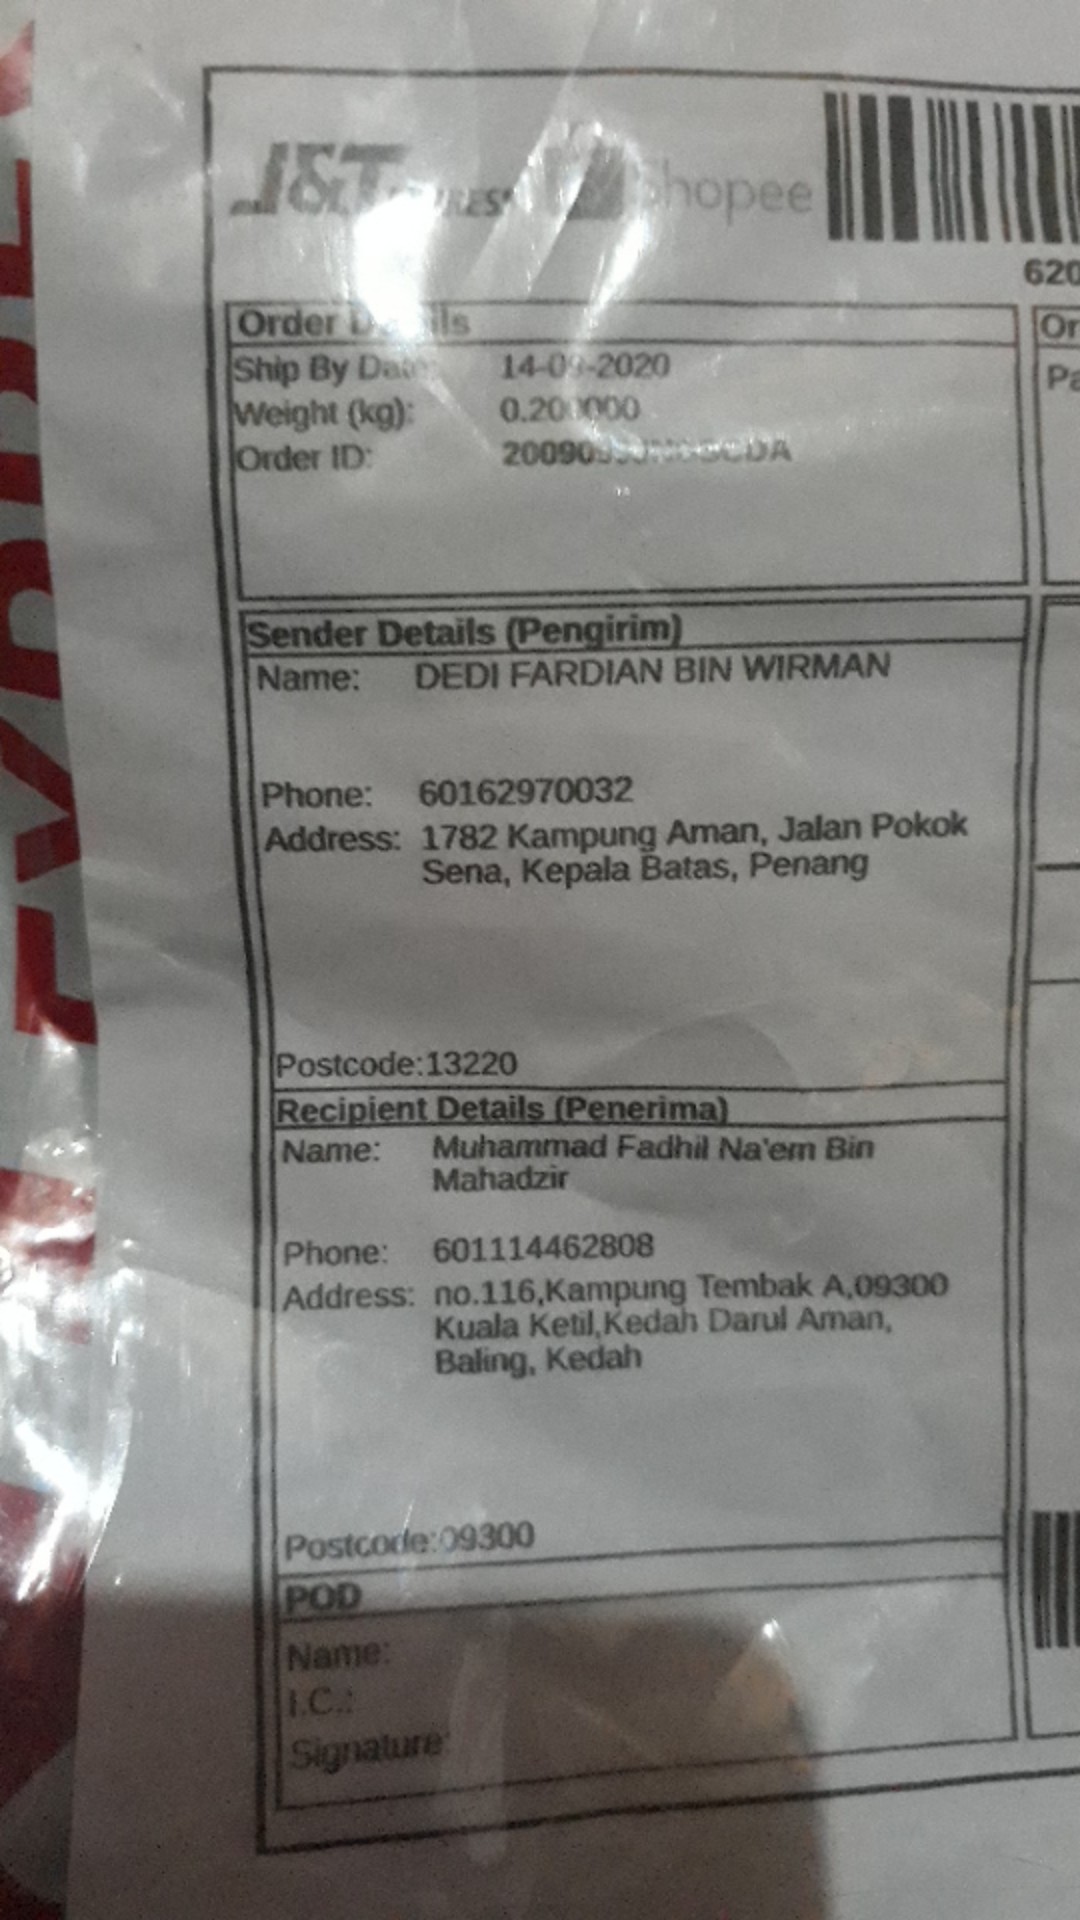 J&T
Shopee
620
Order Details
Ship By Date: 14-09-2020
Weight (kg): 0.200000
Order ID:
Or
Pa
Sender Details (Pengirim)
Name: DEDI FARDIAN BIN WIRMAN
Phone: 60162970032
Address: 1782 Kampung Aman, Jalan Pokok
Sena, Kepala Batas, Penang
Postcode:13220
Recipient Details (Penerima)
Name: Muhammad Fadhil Na'em Bin
Mahadzir
Phone: 601114462808
Address: no.116,Kampung Tembak A,09300
Kuala Ketil,Kedah Darul Aman,
Baling, Kedah
Postcode:09300
POD
Name:
I.C.:
Signature: